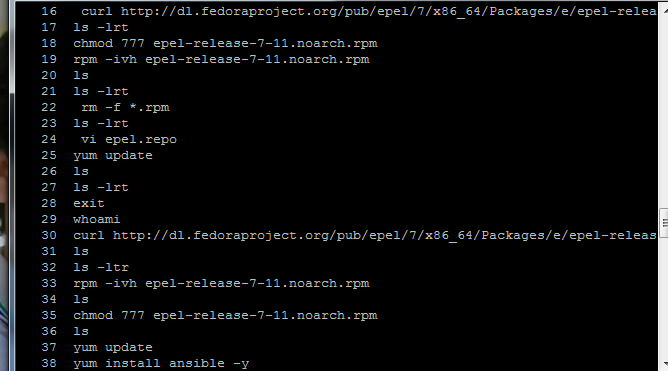 16 curl http://dl.fedoraproject.org/pub/epel/7/x86_64/Packages/e/epel-relea
17 ls -lrt
18 chmod 777 epel-release-7-11.noarch.rpm
19 rpm -ivh epel-release-7-11.noarch.rpm
20 ls
21 ls -lrt
22 rm -f *.rpm
23 ls -lrt
24 vi epel.repo
25 yum update
26 ls
27 ls -lrt
28 exit
29 whoami
30 curl http://dl.fedoraproject.org/pub/epel/7/x86_64/Packages/e/epel-releas
31 ls
32 ls -ltr
33 rpm -ivh epel-release-7-11.noarch.rpm
34 ls
35 chmod 777 epel-release-7-11.noarch.rpm
36 ls
37 yum update
38 yum install ansible -y